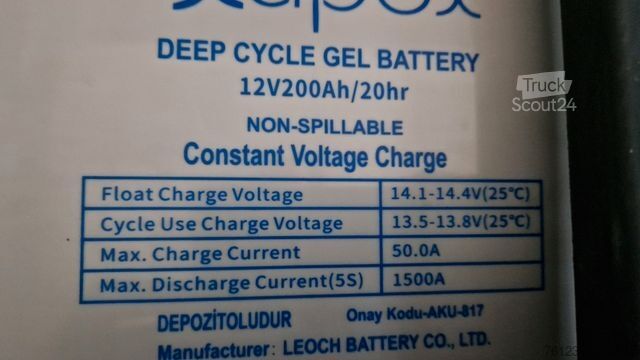 DEEP CYCLE GEL BATTERY
12V200Ah/20hr
Truck
Scout24
NON-SPILLABLE
Constant Voltage Charge
Float Charge Voltage 14.1-14.4V(25℃)
Cycle Use Charge Voltage 13.5-13.8V(25℃)
Max. Charge Current 50.0A
Max. Discharge Current(5S) 1500A
DEPOZİTOLUDUR Onay Kodu-AKU-817
Manufacturer: LEOCH BATTERY CO., LTD.